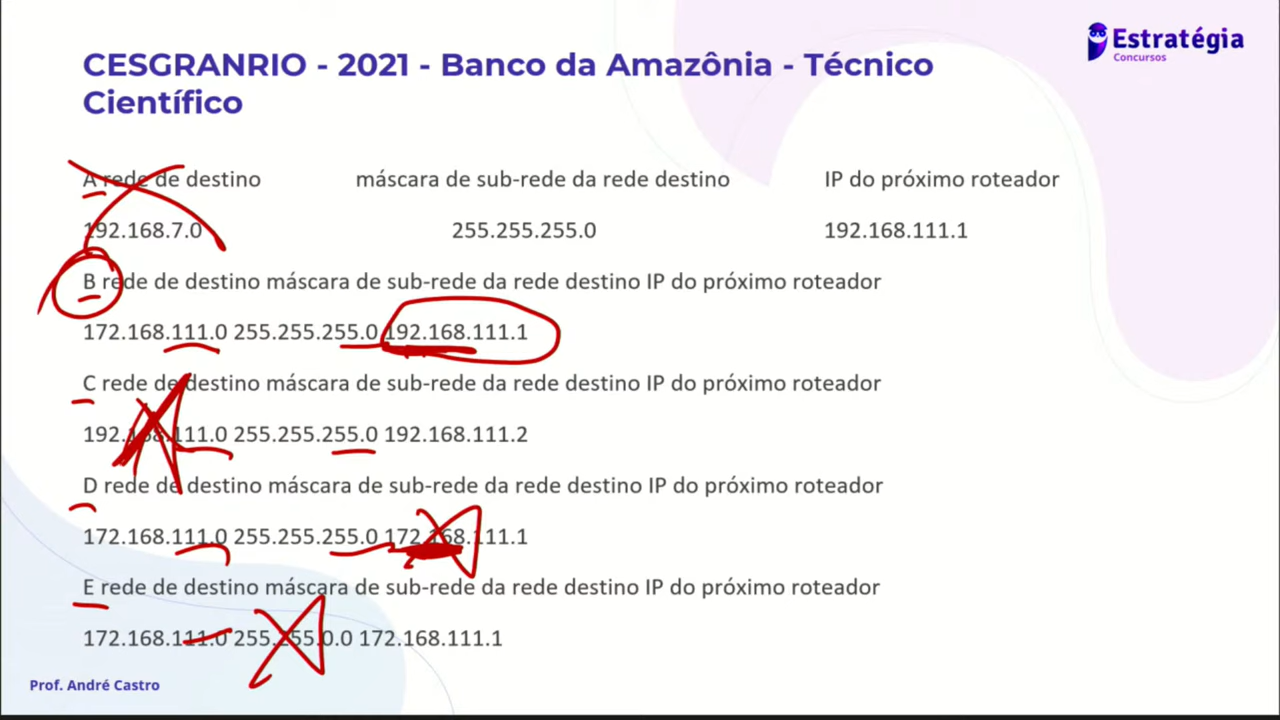 Estratégia
Concursos
CESGRANRIO - 2021 - Banco da Amazônia - Técnico
Científico
A rede de destino máscara de sub-rede da rede destino IP do próximo roteador
192.168.7.0 255.255.255.0 192.168.111.1
B rede de destino máscara de sub-rede da rede destino IP do próximo roteador
172.168.111.0 255.255.255.0 192.168.111.1
C rede de destino máscara de sub-rede da rede destino IP do próximo roteador
192.168.111.0 255.255.255.0 192.168.111.2
D rede de destino máscara de sub-rede da rede destino IP do próximo roteador
172.168.111.0 255.255.255.0 172.168.111.1
E rede de destino máscara de sub-rede da rede destino IP do próximo roteador
172.168.111.0 255.255.0.0 172.168.111.1
Prof. André Castro